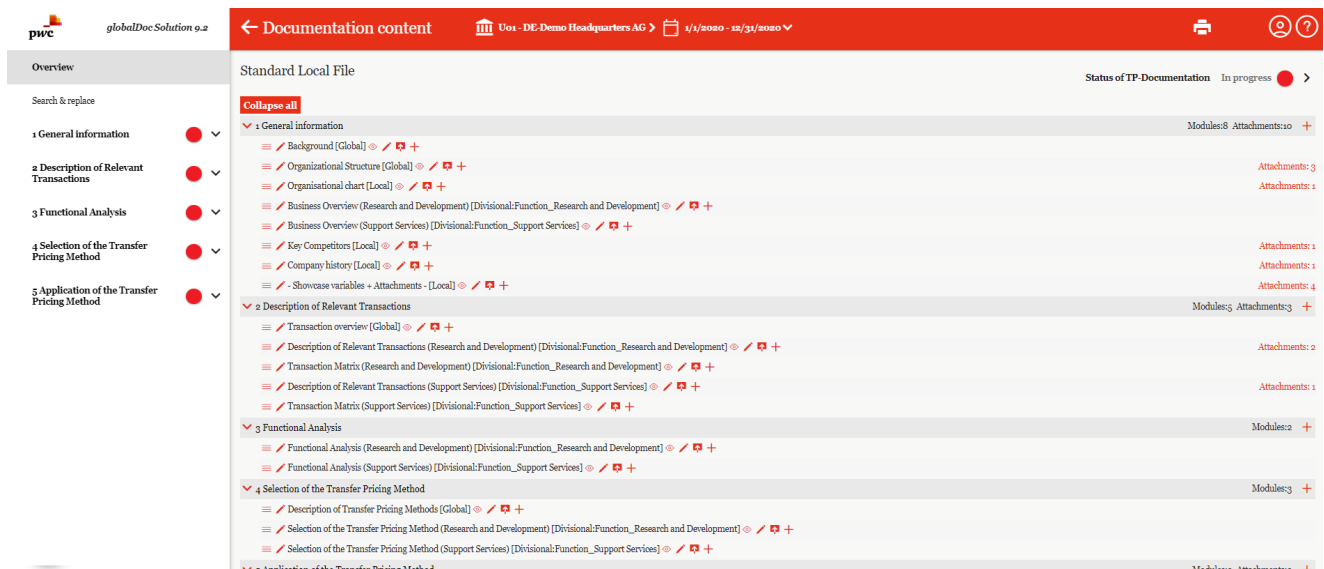 pwc
globalDoc Solution 9.2
Documentation content
U01 - DE-Demo Headquarters AG
1/1/2020 - 12/31/2020
Overview
Search & replace
1 General information
2 Description of Relevant
Transactions
3 Functional Analysis
4 Selection of the Transfer
Pricing Method
5 Application of the Transfer
Pricing Method
Standard Local File
Status of TP-Documentation In progress
Collapse all
1 General information Modules:8 Attachments:10
Background [Global]
Organizational Structure [Global] Attachments: 3
Organisational chart [Local] Attachments: 1
Business Overview (Research and Development) [Divisional:Function_Research and Development]
Business Overview (Support Services) [Divisional:Function_Support Services]
Key Competitors [Local] Attachments: 1
Company history [Local] Attachments: 1
- Showcase variables + Attachments - [Local] Attachments: 4
2 Description of Relevant Transactions Modules:5 Attachments:3
Transaction overview [Global]
Description of Relevant Transactions (Research and Development) [Divisional:Function_Research and Development] Attachments: 2
Transaction Matrix (Research and Development) [Divisional:Function_Research and Development]
Description of Relevant Transactions (Support Services) [Divisional:Function_Support Services] Attachments: 1
Transaction Matrix (Support Services) [Divisional:Function_Support Services]
3 Functional Analysis Modules:2
Functional Analysis (Research and Development) [Divisional:Function_Research and Development]
Functional Analysis (Support Services) [Divisional:Function_Support Services]
4 Selection of the Transfer Pricing Method Modules:3
Description of Transfer Pricing Methods [Global]
Selection of the Transfer Pricing Method (Research and Development) [Divisional:Function_Research and Development]
Selection of the Transfer Pricing Method (Support Services) [Divisional:Function_Support Services]
Application of the Transfer Pricing Method